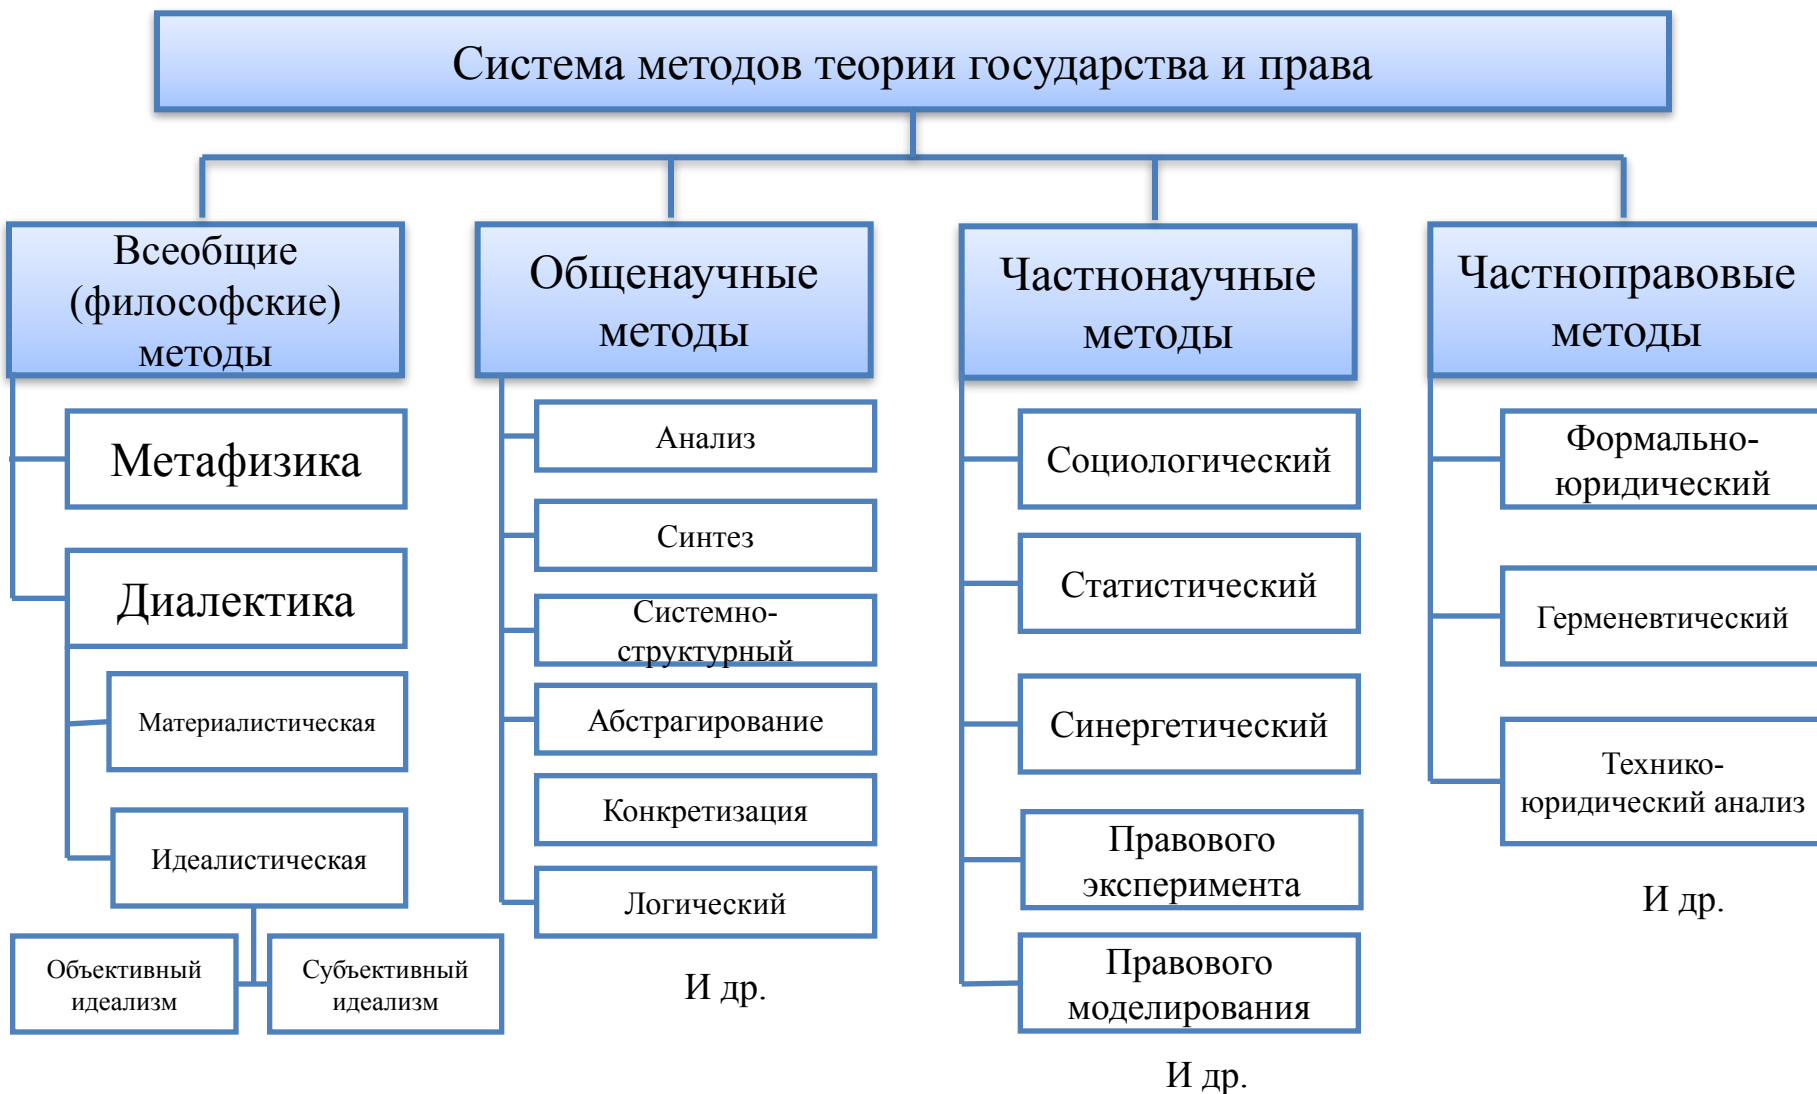 Система методов теории государства и права
Всеобщие
(философские)
методы
Метафизика
Диалектика
Материалистическая
Идеалистическая
Объективный
идеализм
Субъективный
идеализм
Общенаучные
методы
Анализ
Синтез
Системно-
структурный
Абстрагирование
Конкретизация
Логический
И др.
Частнонаучные
методы
Социологический
Статистический
Синергетический
Правового
эксперимента
Правового
моделирования
И др.
Частноправовые
методы
Формально-
юридический
Герменевтический
Технико-
юридический анализ
И др.